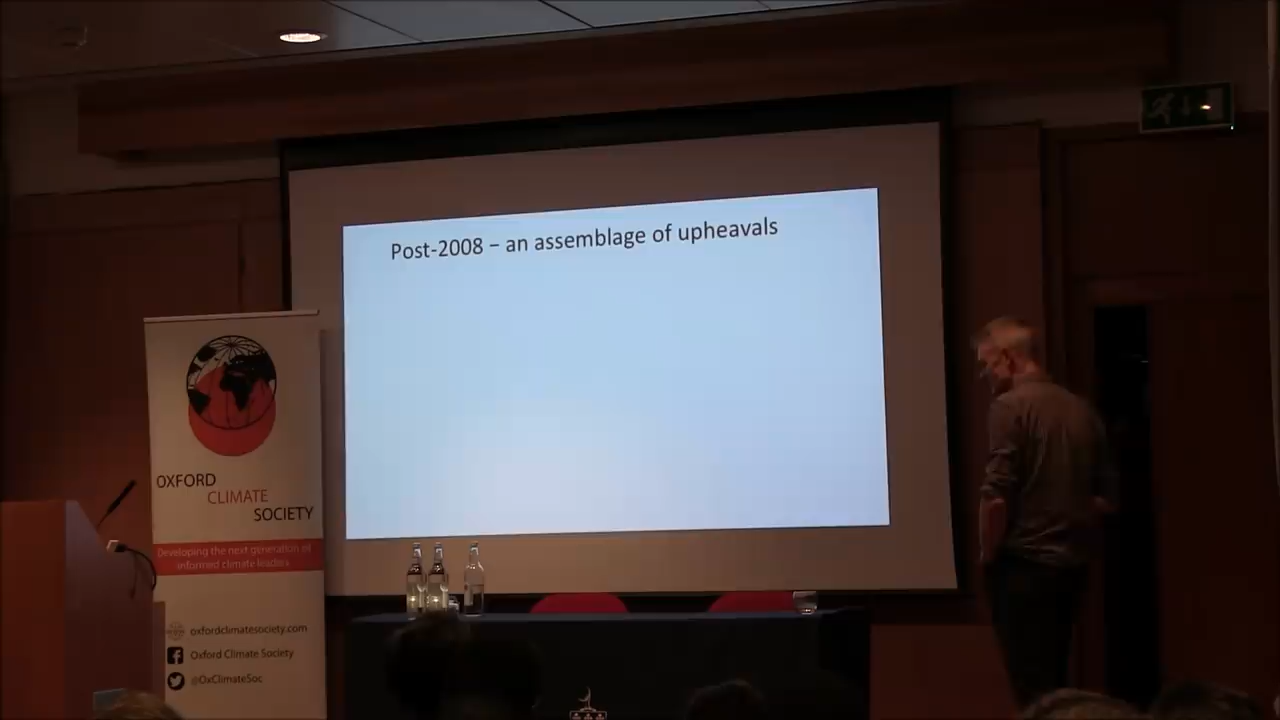 Post-2008 – an assemblage of upheavals
OXFORD
CLIMATE
SOCIETY
Developing the next generation of
informed climate leaders
oxfordclimatesociety.com
Oxford Climate Society
@OxClimateSoc